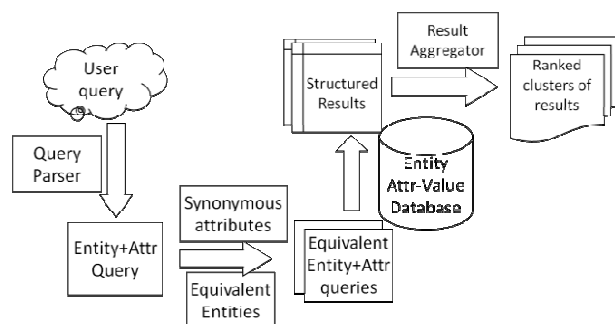 User
query
Query
Parser
Entity+Attr
Query
Synonymous
attributes
Equivalent
Entities
Equivalent
Entity+Attr
queries
Entity
Attr-Value
Database
Structured
Results
Result
Aggregator
Ranked
clusters of
results